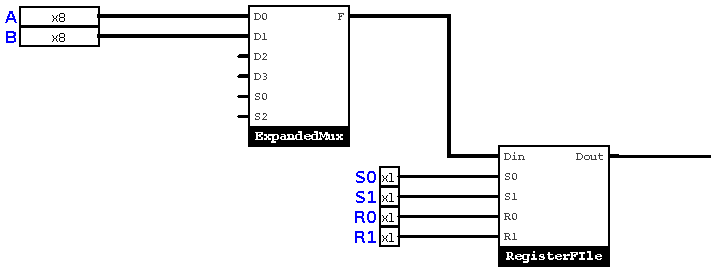 A x8
B x8
D0 F
D1
D2
D3
S0
S2
ExpandedMux
Din Dout
S0 x1 S0
S1 x1 S1
R0 x1 R0
R1 x1 R1
RegisterFIle